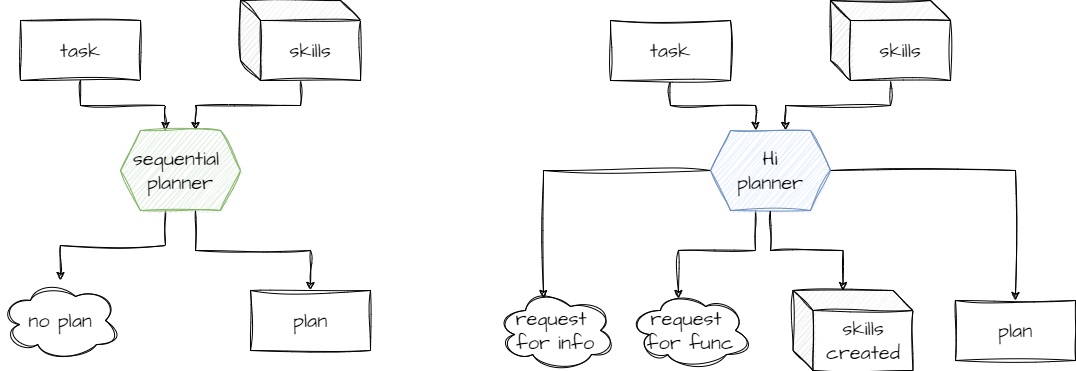 task
skills
sequential
planner
no plan
plan
task
skills
Hi
planner
request
for info
request
for func
skills
created
plan